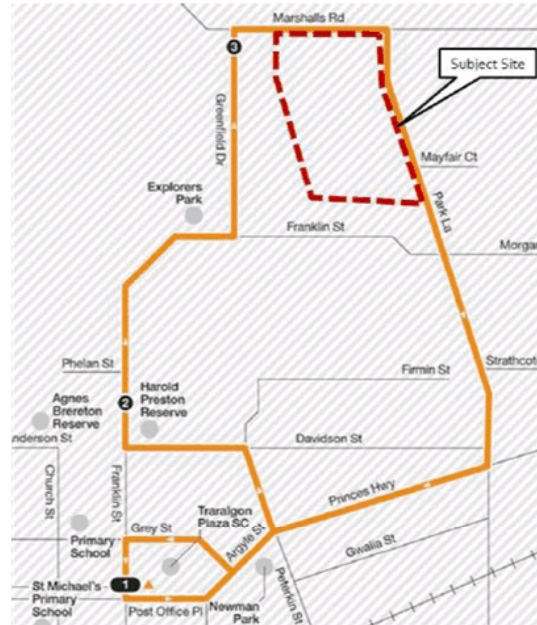 Marshalls Rd
3
Subject Site
Greenfield Dr
Mayfair Ct
Explorers
Park
Park La
Franklin St
Morgan
Phelan St
Firmin St
Strathcote
Agnes
Brereton
Reserve
2
Harold
Preston
Reserve
nderson St
Davidson St
Church St
Franklin St
Princes Hwy
Traralgon
Plaza SC
Grey St
Argyle St
Primary
School
Gwalia St
1
St Michael's
Primary
School
Post Office Pl
Newman
Park
Peterkin St